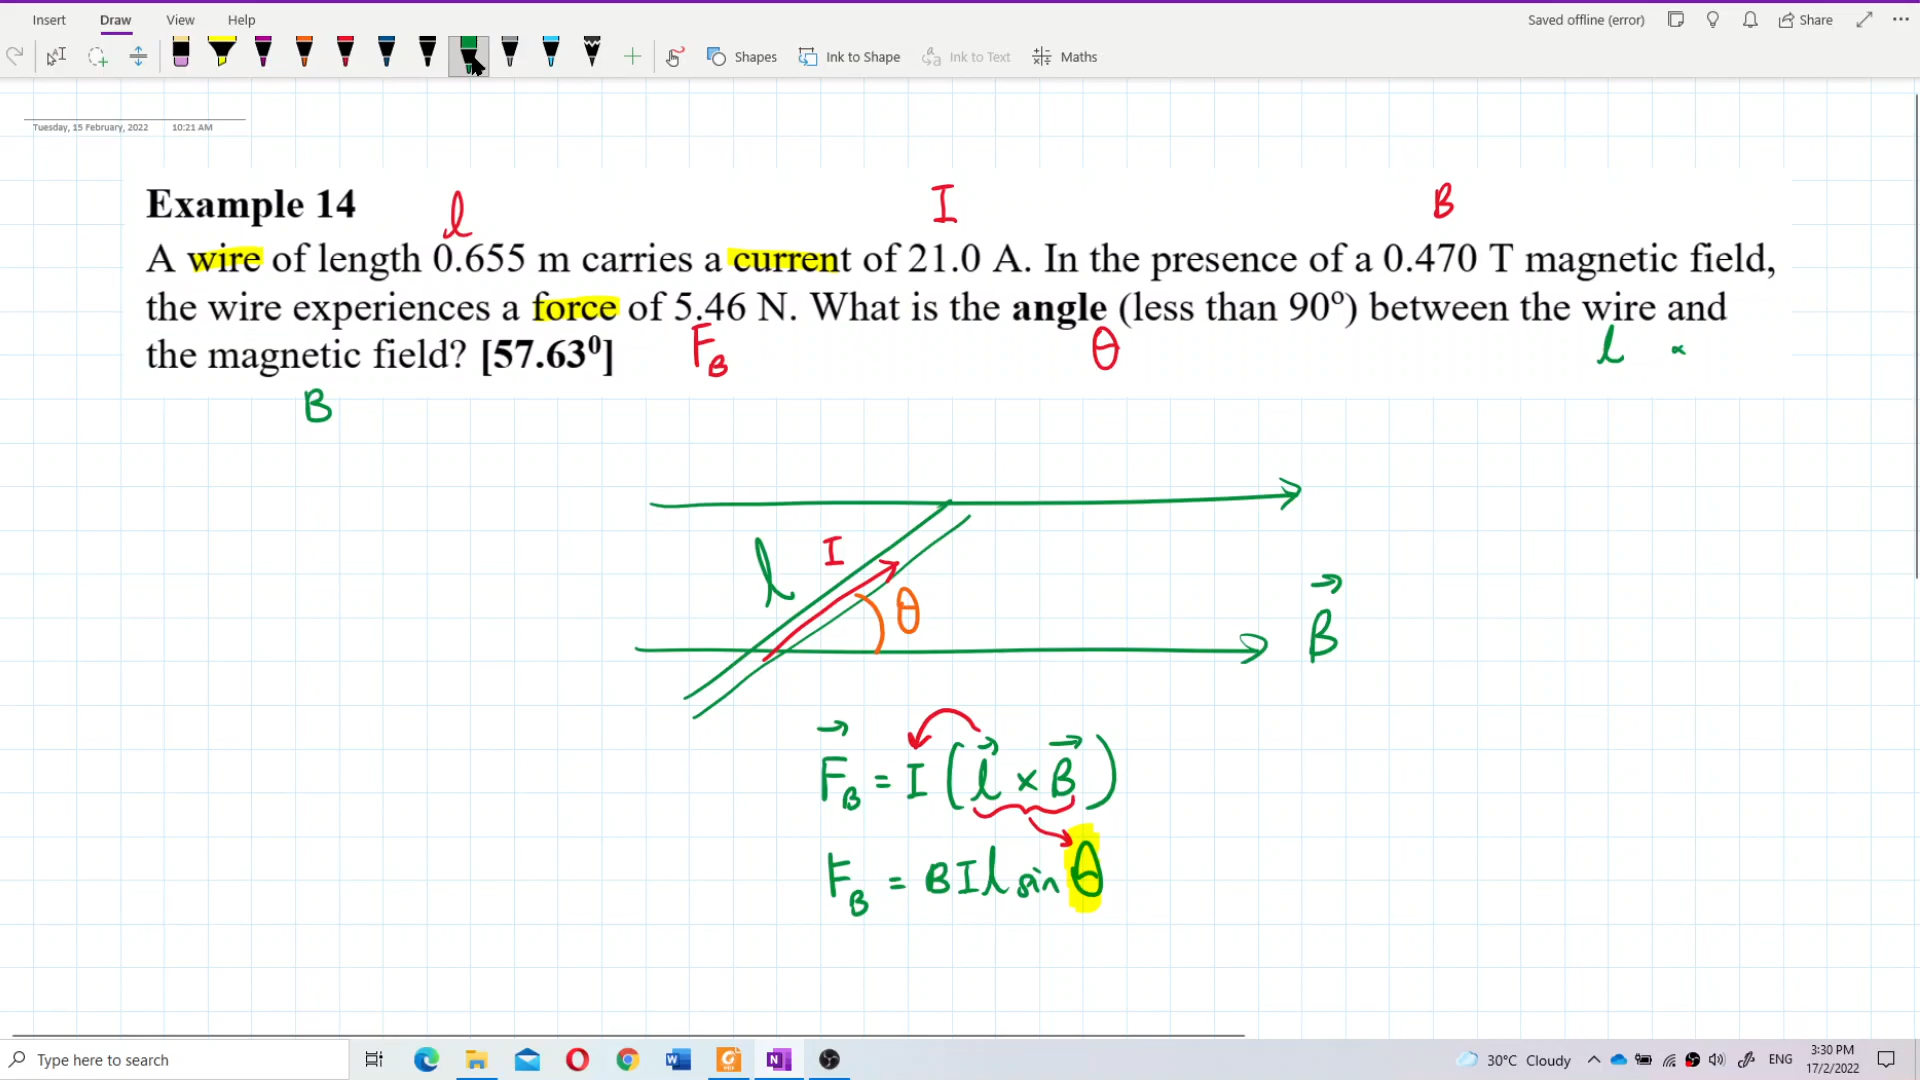 Insert Draw View Help
Saved offline (error) Share
Shapes Ink to Shape Ink to Text Maths
Tuesday, 15 February, 2022 10:21 AM
Example 14
l I B
A wire of length 0.655 m carries a current of 21.0 A. In the presence of a 0.470 T magnetic field,
the wire experiences a force of 5.46 N. What is the angle (less than 90º) between the wire and
the magnetic field? [57.63⁰]
F_B θ l
B
l I θ
B⃗
F⃗_B = I (l⃗ × B⃗)
F_B = B I l sin θ
Type here to search
30°C Cloudy ENG 3:30 PM
17/2/2022